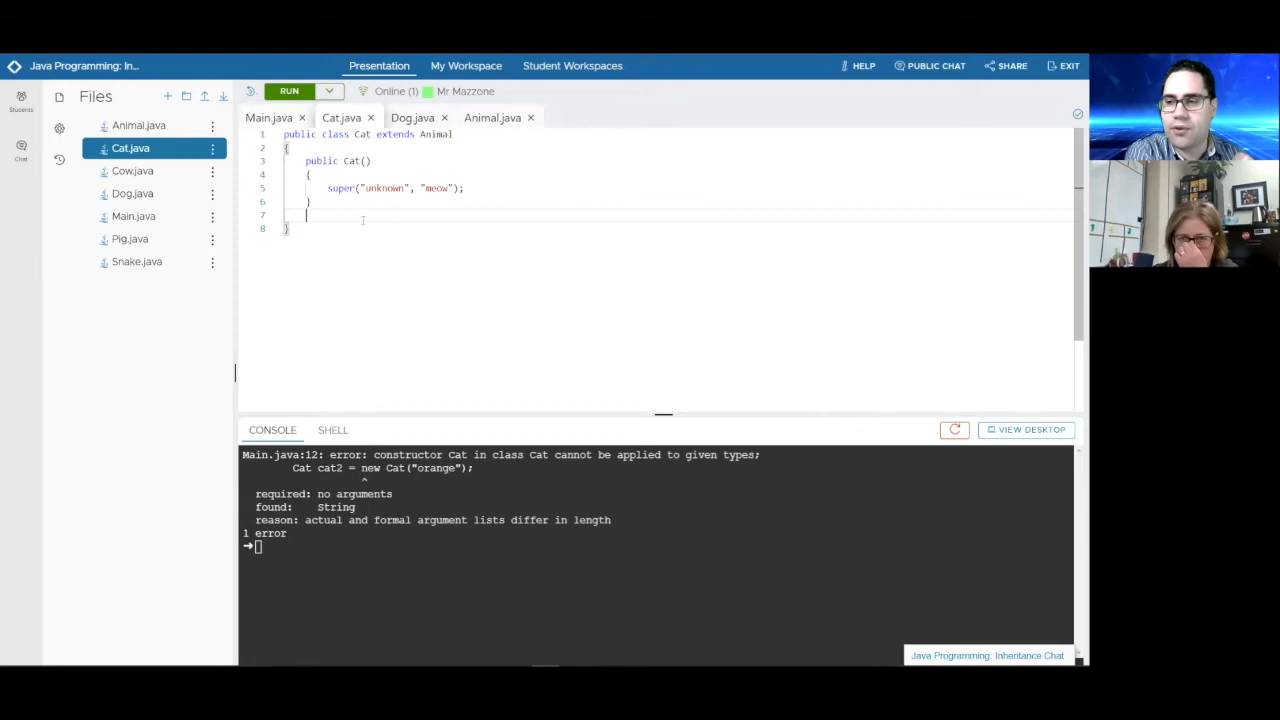 Java Programming: In...
Presentation
My Workspace
Student Workspaces
HELP
PUBLIC CHAT
SHARE
EXIT
Students
Chat
Files
Animal.java
Cat.java
Cow.java
Dog.java
Main.java
Pig.java
Snake.java
RUN
Online (1)
Mr Mazzone
Main.java
Cat.java
Dog.java
Animal.java
1 public class Cat extends Animal
2 {
3 public Cat()
4 {
5 super("unknown", "meow");
6 }
7
8 }
CONSOLE
SHELL
VIEW DESKTOP
Main.java:12: error: constructor Cat in class Cat cannot be applied to given types;
Cat cat2 = new Cat("orange");
^
required: no arguments
found: String
reason: actual and formal argument lists differ in length
1 error
Java Programming: Inheritance Chat